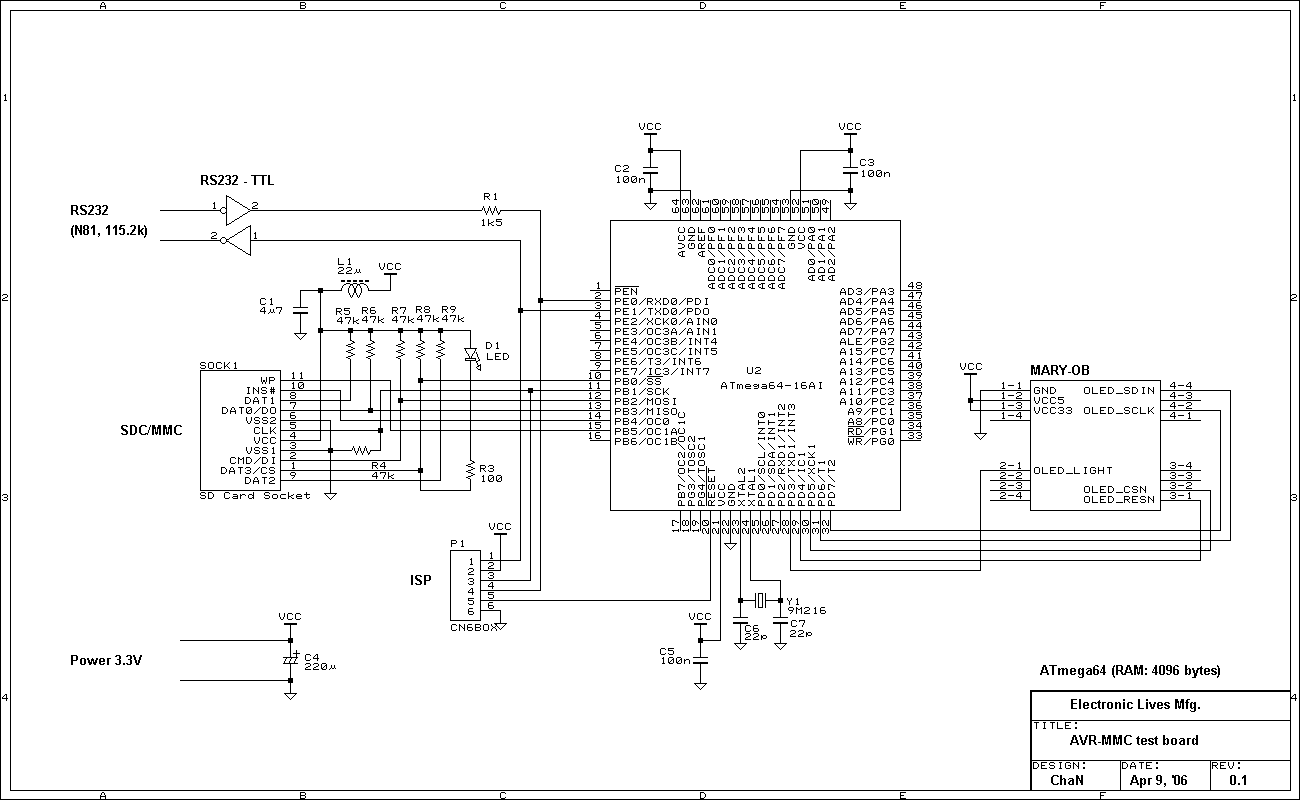 A B C D E F
1 1
2 2
3 3
4 4
A B C D E F
RS232 - TTL
RS232
(N81, 115.2k)
1 2
2 1
R1
1k5
VCC
C2
100n
VCC
C3
100n
L1
22µ
VCC
C1
4µ7
R5 R6 R7 R8 R9
47k 47k 47k 47k 47k
D1
LED
SOCK1
SDC/MMC
WP 11
INS# 10
DAT1 8
DAT0/DO 7
VSS2 6
CLK 5
VCC 4
VSS1 3
CMD/DI 2
DAT3/CS 1
DAT2 9
SD Card Socket
R4
47k
R3
100
64 63 62 61 60 59 58 57 56 55 54 53 52 51 50 49
AVCC
GND
AREF
ADC0/PF0
ADC1/PF1
ADC2/PF2
ADC3/PF3
ADC4/PF4
ADC5/PF5
ADC6/PF6
ADC7/PF7
GND
VCC
AD0/PA0
AD1/PA1
AD2/PA2
1 PEN
2 PE0/RXD0/PDI
3 PE1/TXD0/PDO
4 PE2/XCK0/AIN0
5 PE3/OC3A/AIN1
6 PE4/OC3B/INT4
7 PE5/OC3C/INT5
8 PE6/T3/INT6
9 PE7/IC3/INT7
10 PB0/SS
11 PB1/SCK
12 PB2/MOSI
13 PB3/MISO
14 PB4/OC0
15 PB5/OC1A
16 PB6/OC1B
U2
ATmega64-16AI
AD3/PA3 48
AD4/PA4 47
AD5/PA5 46
AD6/PA6 45
AD7/PA7 44
ALE/PG2 43
A15/PC7 42
A14/PC6 41
A13/PC5 40
A12/PC4 39
A11/PC3 38
A10/PC2 37
A9/PC1 36
A8/PC0 35
RD/PG1 34
WR/PG0 33
PB7/OC2/OC1C
PG3/TOSC2
PG4/TOSC1
RESET
VCC
GND
XTAL2
XTAL1
PD0/SCL/INT0
PD1/SDA/INT1
PD2/RXD1/INT2
PD3/TXD1/INT3
PD4/IC1
PD5/XCK1
PD6/T1
PD7/T2
17 18 19 20 21 22 23 24 25 26 27 28 29 30 31 32
VCC
MARY-OB
1-1 GND
1-2 VCC5
1-3 VCC33
1-4
OLED_SDIN 4-4
4-3
OLED_SCLK 4-2
4-1
2-1 OLED_LIGHT
2-2
2-3
2-4
3-4
3-3
OLED_CSN 3-2
OLED_RESN 3-1
ISP
P1
VCC
1 1
2 2
3 3
4 4
5 5
6 6
CN6BOX
Y1
9M216
C6
22p
C7
22p
VCC
C5
100n
Power 3.3V
VCC
+
C4
220µ
ATmega64 (RAM: 4096 bytes)
Electronic Lives Mfg.
TITLE:
AVR-MMC test board
DESIGN:
ChaN
DATE:
Apr 9, '06
REV:
0.1